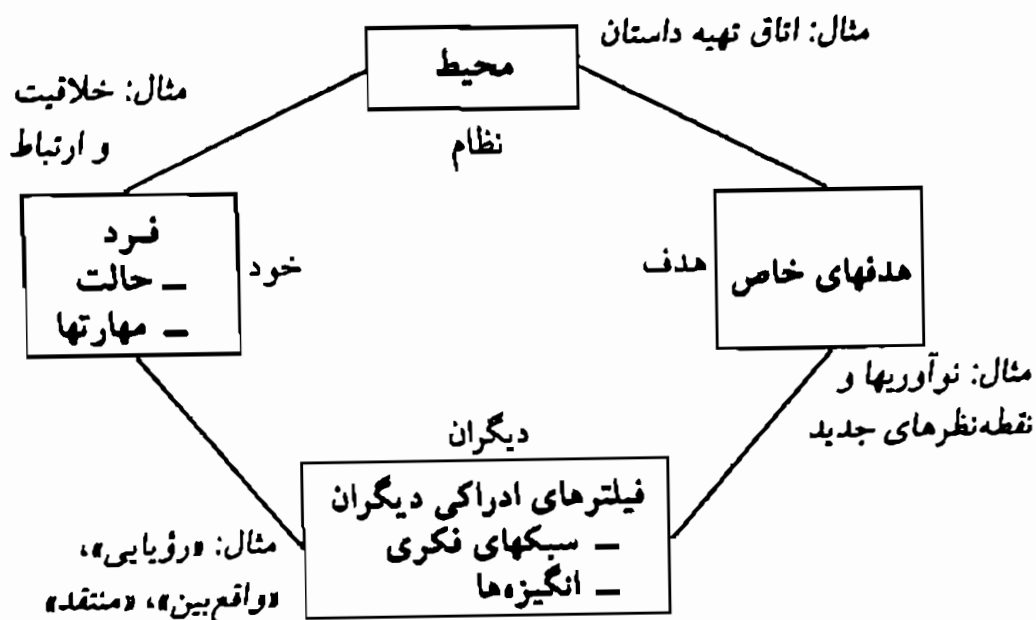 مثال: اتاق تهیه داستان
محیط
نظام
مثال: خلاقیت
و ارتباط
هدفهای خاص
هدف
خود
فرد
– حالت
– مهارتها
مثال: نوآوریها و
نقطه‌نظرهای جدید
دیگران
فیلترهای ادراکی دیگران
– سبکهای فکری
– انگیزه‌ها
مثال: «رؤیایی»،
«واقع‌بین»، «منتقد»